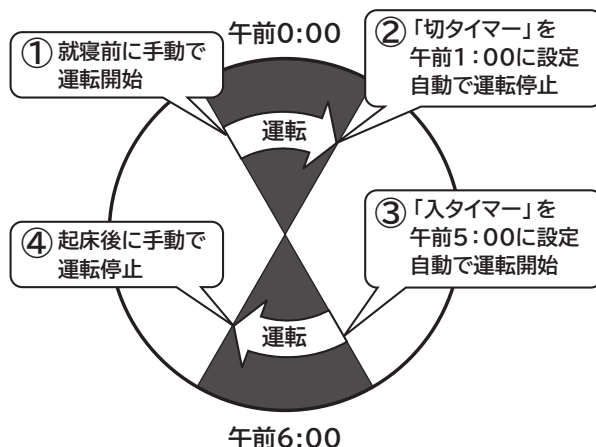 午前0:00
① 就寝前に手動で
運転開始
② 「切タイマー」を
午前1:00に設定
自動で運転停止
運転
③ 「入タイマー」を
午前5:00に設定
自動で運転開始
④ 起床後に手動で
運転停止
運転
午前6:00